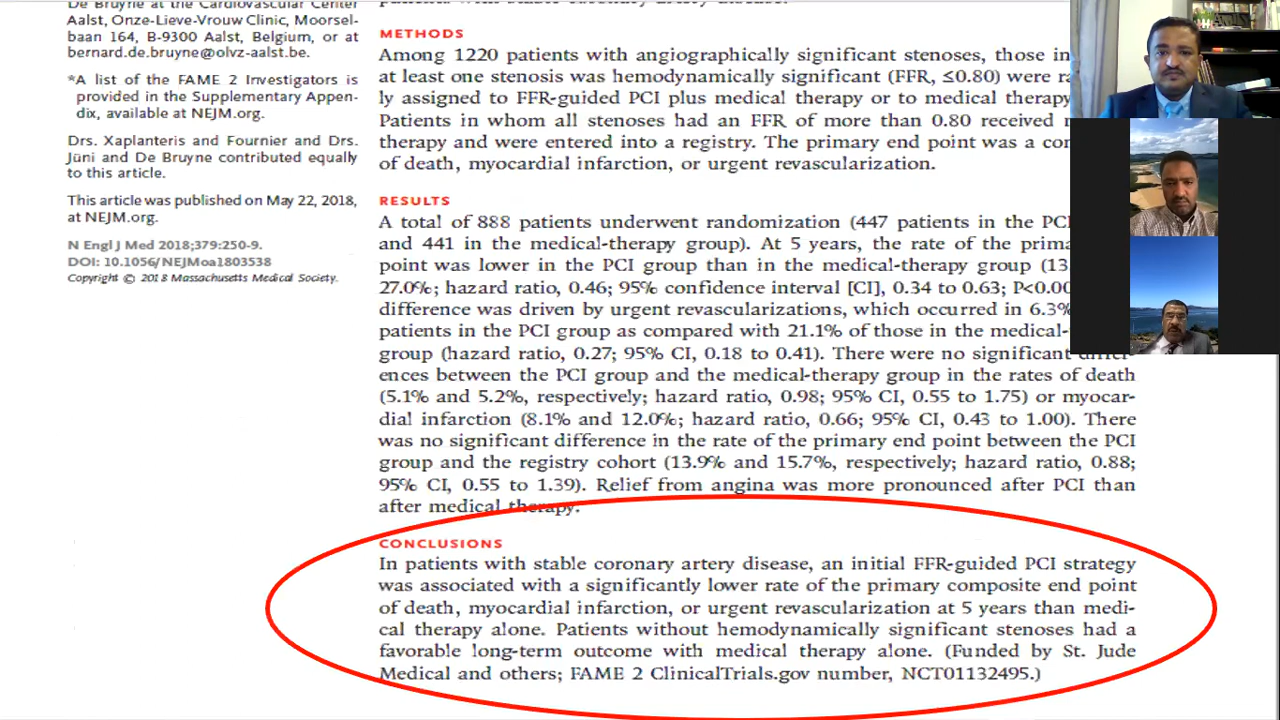 De Bruyne at the Cardiovascular Center
Aalst, Onze-Lieve-Vrouw Clinic, Moorsel-
baan 164, B-9300 Aalst, Belgium, or at
bernard.de.bruyne@olvz-aalst.be.
*A list of the FAME 2 Investigators is
provided in the Supplementary Appen-
dix, available at NEJM.org.
Drs. Xaplanteris and Fournier and Drs.
Jüni and De Bruyne contributed equally
to this article.
This article was published on May 22, 2018,
at NEJM.org.
N Engl J Med 2018;379:250-9.
DOI: 10.1056/NEJMoa1803538
Copyright © 2018 Massachusetts Medical Society.
METHODS
Among 1220 patients with angiographically significant stenoses, those in
at least one stenosis was hemodynamically significant (FFR, ≤0.80) were
ly assigned to FFR-guided PCI plus medical therapy or to medical therapy
Patients in whom all stenoses had an FFR of more than 0.80 received
therapy and were entered into a registry. The primary end point was a
of death, myocardial infarction, or urgent revascularization.
RESULTS
A total of 888 patients underwent randomization (447 patients in the PCI
and 441 in the medical-therapy group). At 5 years, the rate of the
point was lower in the PCI group than in the medical-therapy group
27.0%; hazard ratio, 0.46; 95% confidence interval [CI], 0.34 to 0.63;
difference was driven by urgent revascularizations, which occurred in 6.3%
patients in the PCI group as compared with 21.1% of those in the medical-
group (hazard ratio, 0.27; 95% CI, 0.18 to 0.41). There were no significant differ-
ences between the PCI group and the medical-therapy group in the rates of death
(5.1% and 5.2%, respectively; hazard ratio, 0.98; 95% CI, 0.55 to 1.75) or myocar-
dial infarction (8.1% and 12.0%; hazard ratio, 0.66; 95% CI, 0.43 to 1.00). There
was no significant difference in the rate of the primary end point between the PCI
group and the registry cohort (13.9% and 15.7%, respectively; hazard ratio, 0.88;
95% CI, 0.55 to 1.39). Relief from angina was more pronounced after PCI than
after medical therapy.
CONCLUSIONS
In patients with stable coronary artery disease, an initial FFR-guided PCI strategy
was associated with a significantly lower rate of the primary composite end point
of death, myocardial infarction, or urgent revascularization at 5 years than medi-
cal therapy alone. Patients without hemodynamically significant stenoses had a
favorable long-term outcome with medical therapy alone. (Funded by St. Jude
Medical and others; FAME 2 ClinicalTrials.gov number, NCT01132495.)